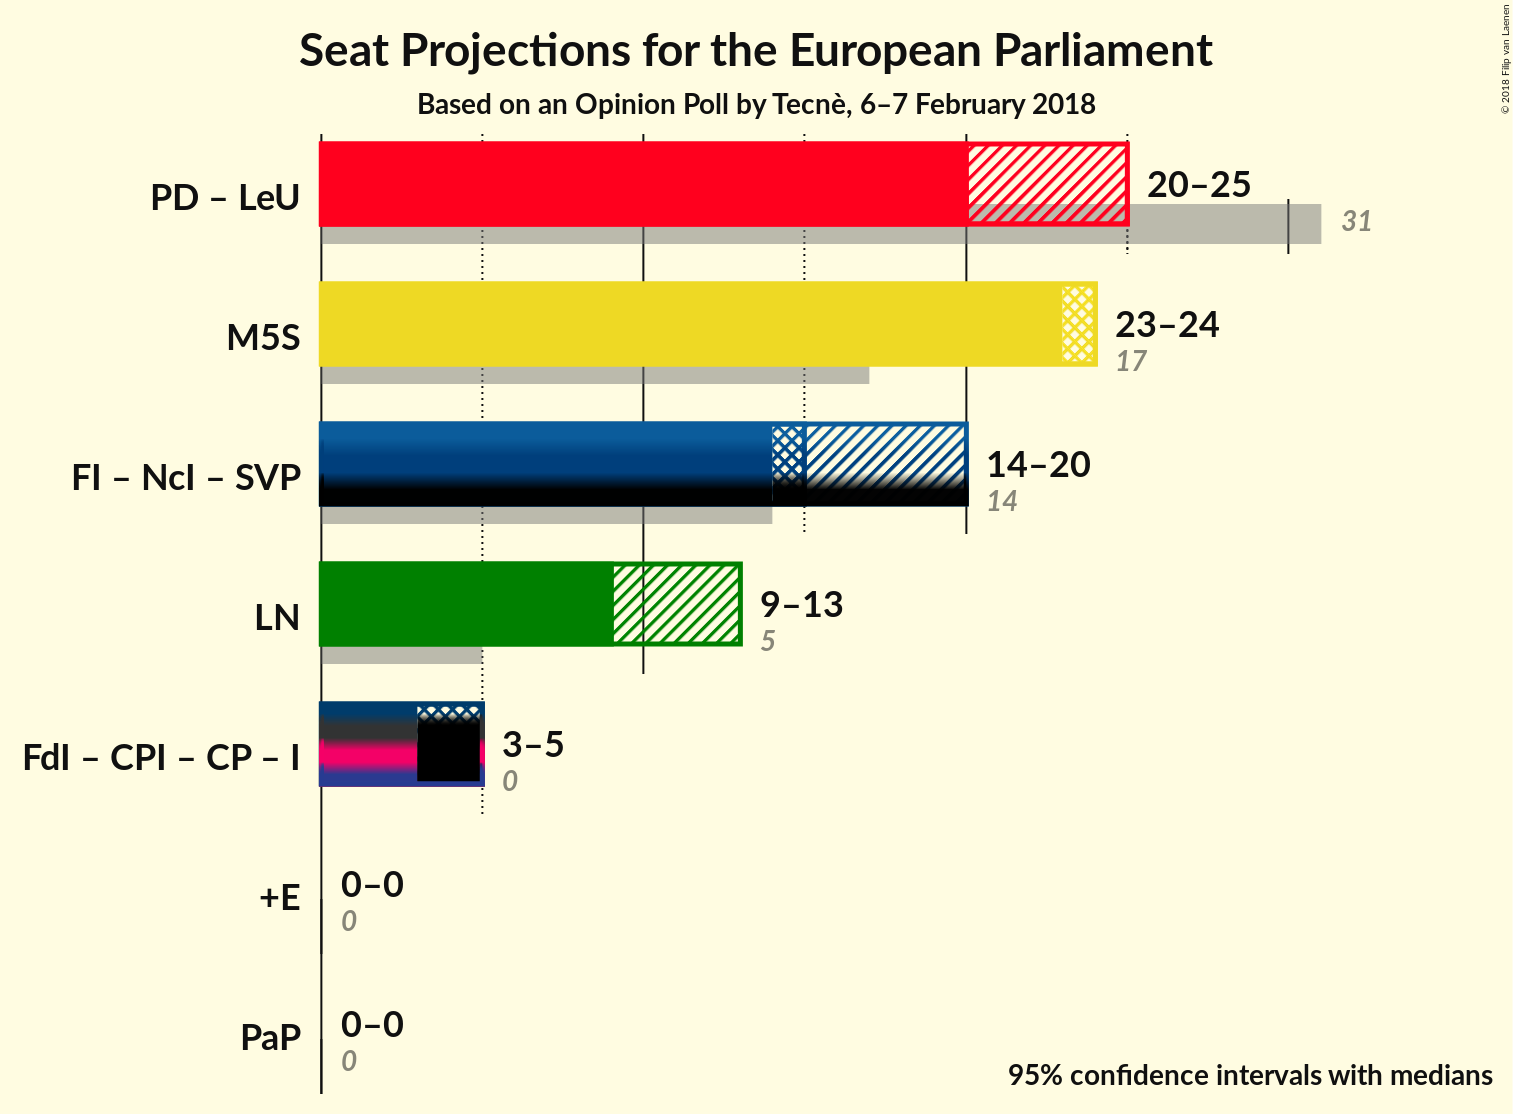 Seat Projections for the European Parliament
Based on an Opinion Poll by Tecnè, 6–7 February 2018
© 2018 Filip van Laenen
PD – LeU
20–25
31
M5S
23–24
17
FI – NcI – SVP
14–20
14
LN
9–13
5
FdI – CPI – CP – I
3–5
0
+E
0–0
0
PaP
0–0
0
95% confidence intervals with medians